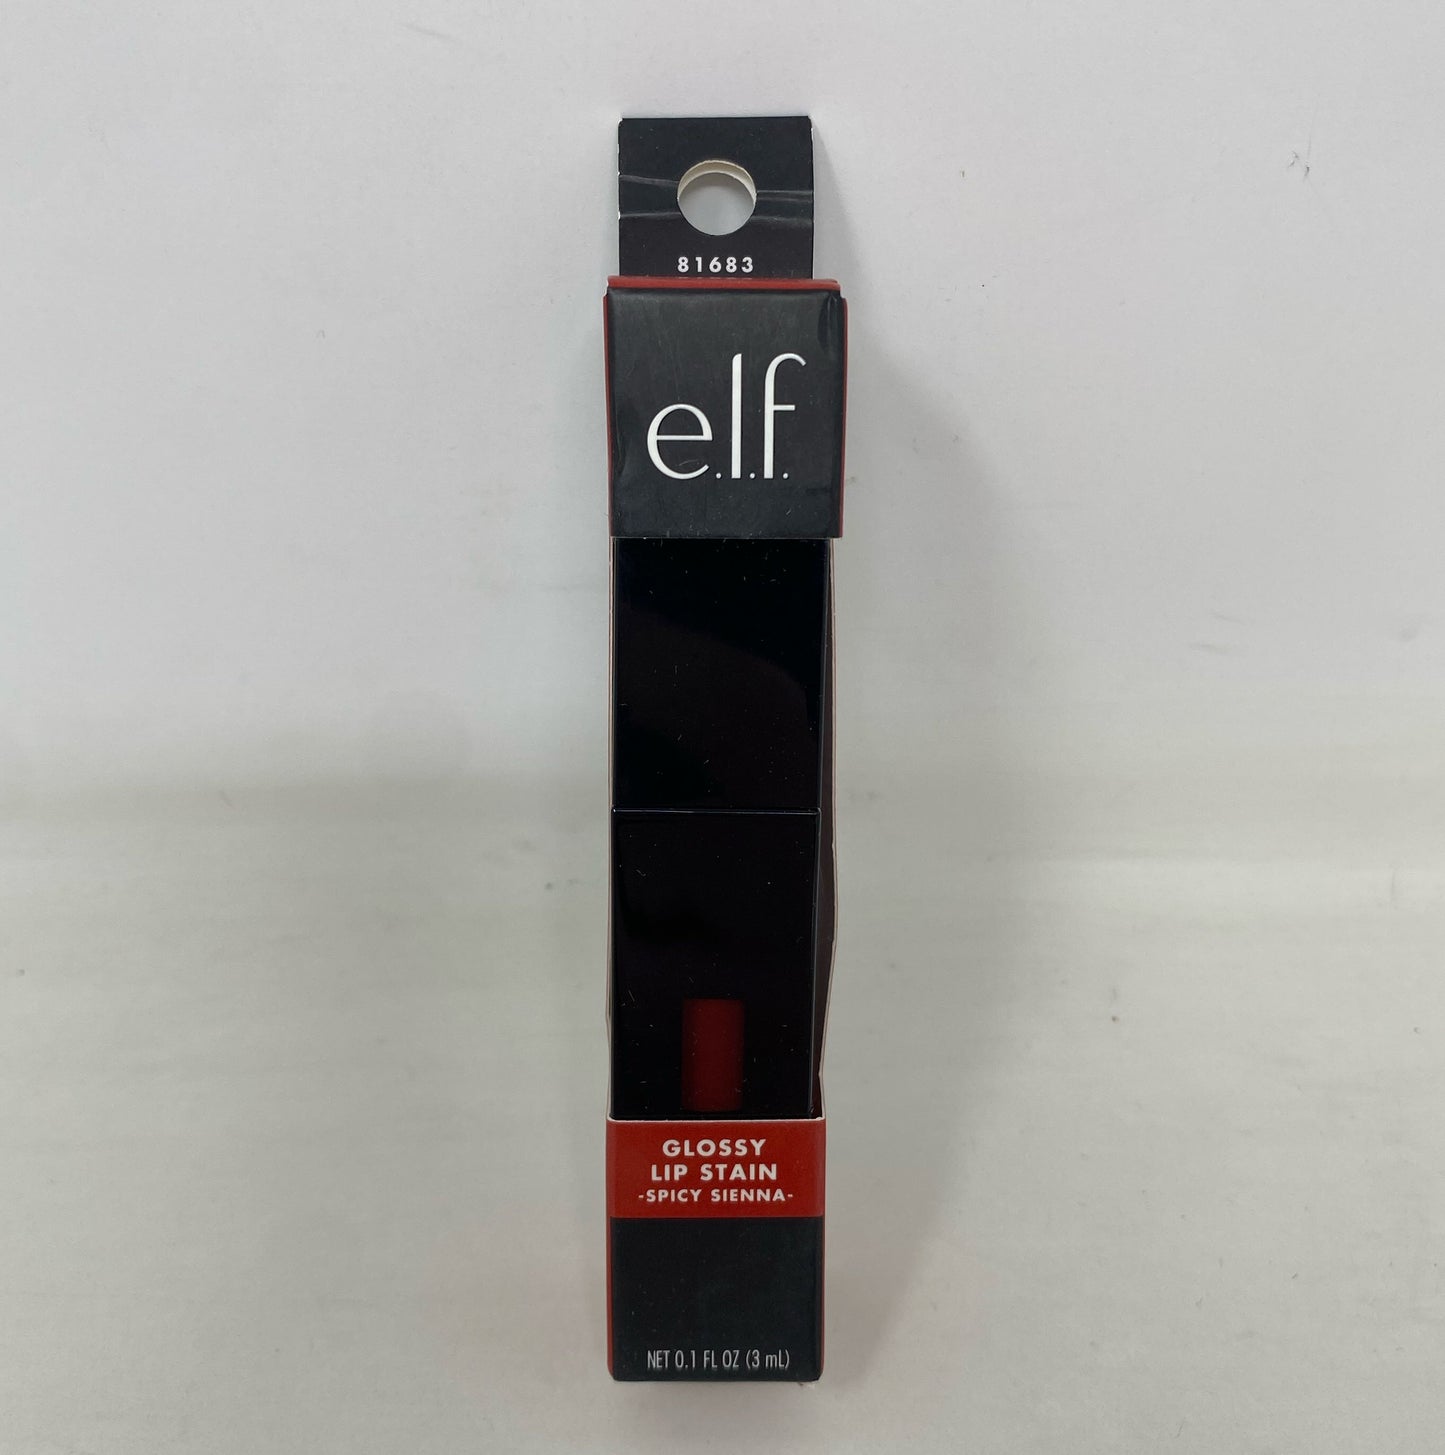 81683
e.l.f.
GLOSSY
LIP STAIN
-SPICY SIENNA-
NET 0.1 FL OZ (3 mL)